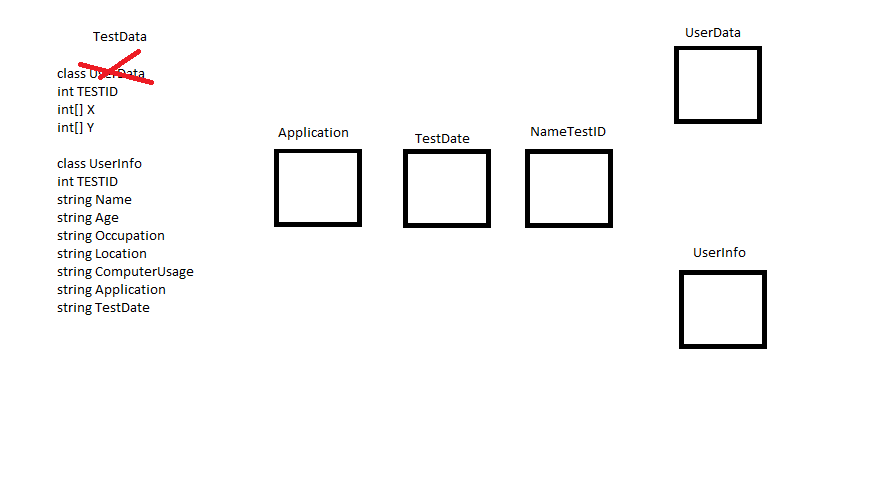 TestData
class UserData
int TESTID
int[] X
int[] Y
class UserInfo
int TESTID
string Name
string Age
string Occupation
string Location
string ComputerUsage
string Application
string TestDate
Application
TestDate
NameTestID
UserData
UserInfo